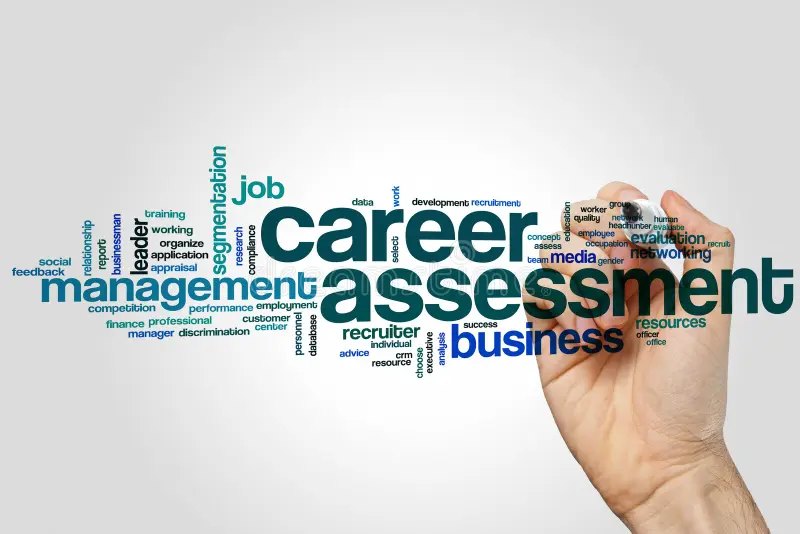 segmentation
job
work
data
development
recruitment
career
training
working
leader
businessman
relationship
report
organize
application
appraisal
research
compliance
select
social
feedback
management
assessment
education
worker
group
quality
network
human
headhunter
evaluate
concept
employee
evaluation
recruit
assess
occupation
networking
team
media
gender
competition
performance
employment
finance
professional
customer
manager
discrimination
center
personnel
database
recruiter
success
business
individual
advice
crm
resource
choose
executive
analysis
resources
officer
office